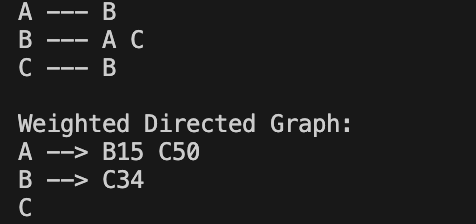 A --- B
B --- A C
C --- B
Weighted Directed Graph:
A --> B15 C50
B --> C34
C